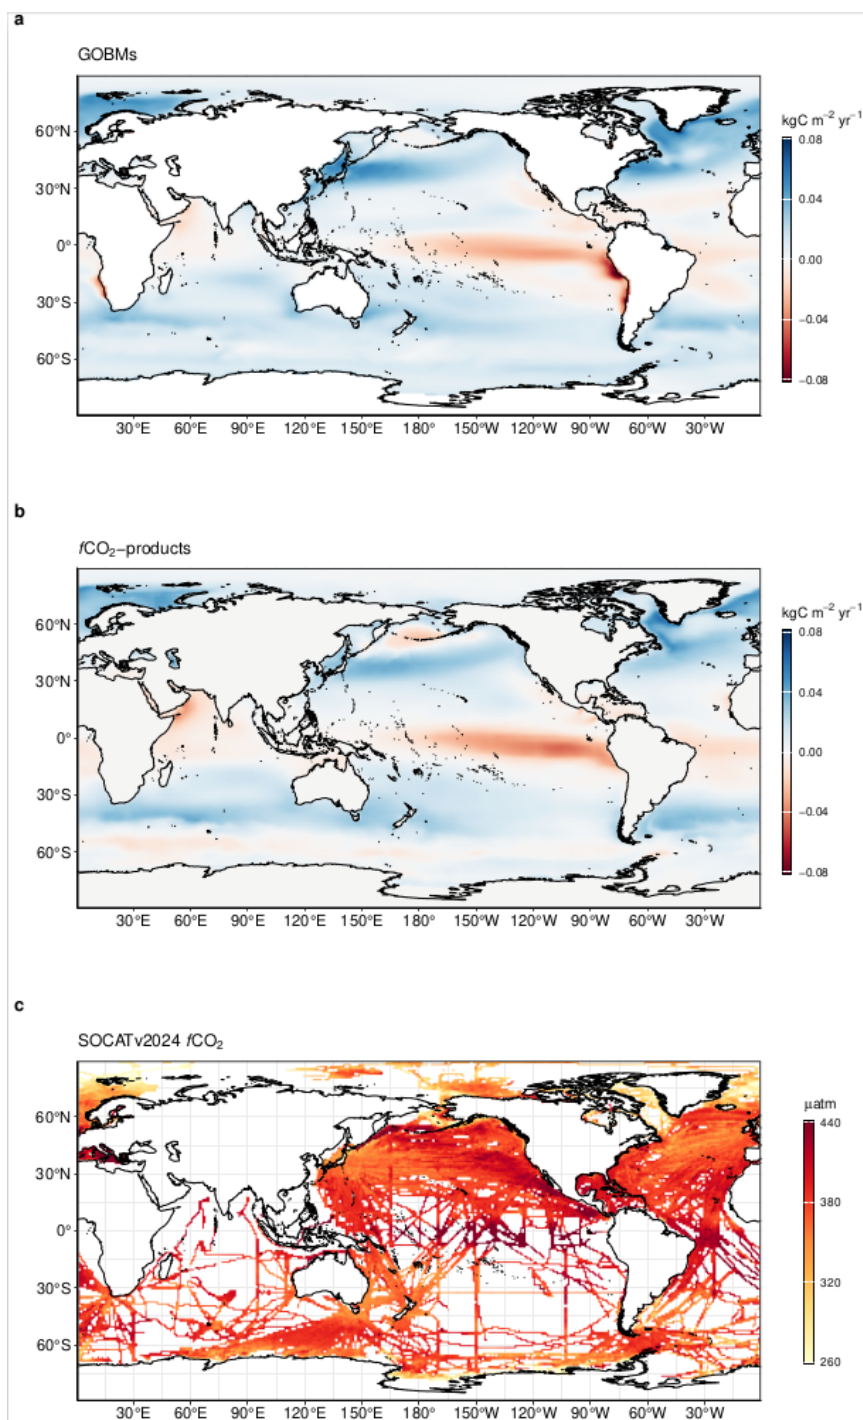 a
GOBMs
kgC m⁻² yr⁻¹
60°N
30°N
0°
30°S
60°S
0.08
0.04
0.00
−0.04
−0.08
30°E 60°E 90°E 120°E 150°E 180° 150°W 120°W 90°W 60°W 30°W
b
fCO₂−products
kgC m⁻² yr⁻¹
60°N
30°N
0°
30°S
60°S
0.08
0.04
0.00
−0.04
−0.08
30°E 60°E 90°E 120°E 150°E 180° 150°W 120°W 90°W 60°W 30°W
c
SOCATv2024 fCO₂
μatm
60°N
30°N
0°
30°S
60°S
440
380
320
260
30°E 60°E 90°E 120°E 150°E 180° 150°W 120°W 90°W 60°W 30°W